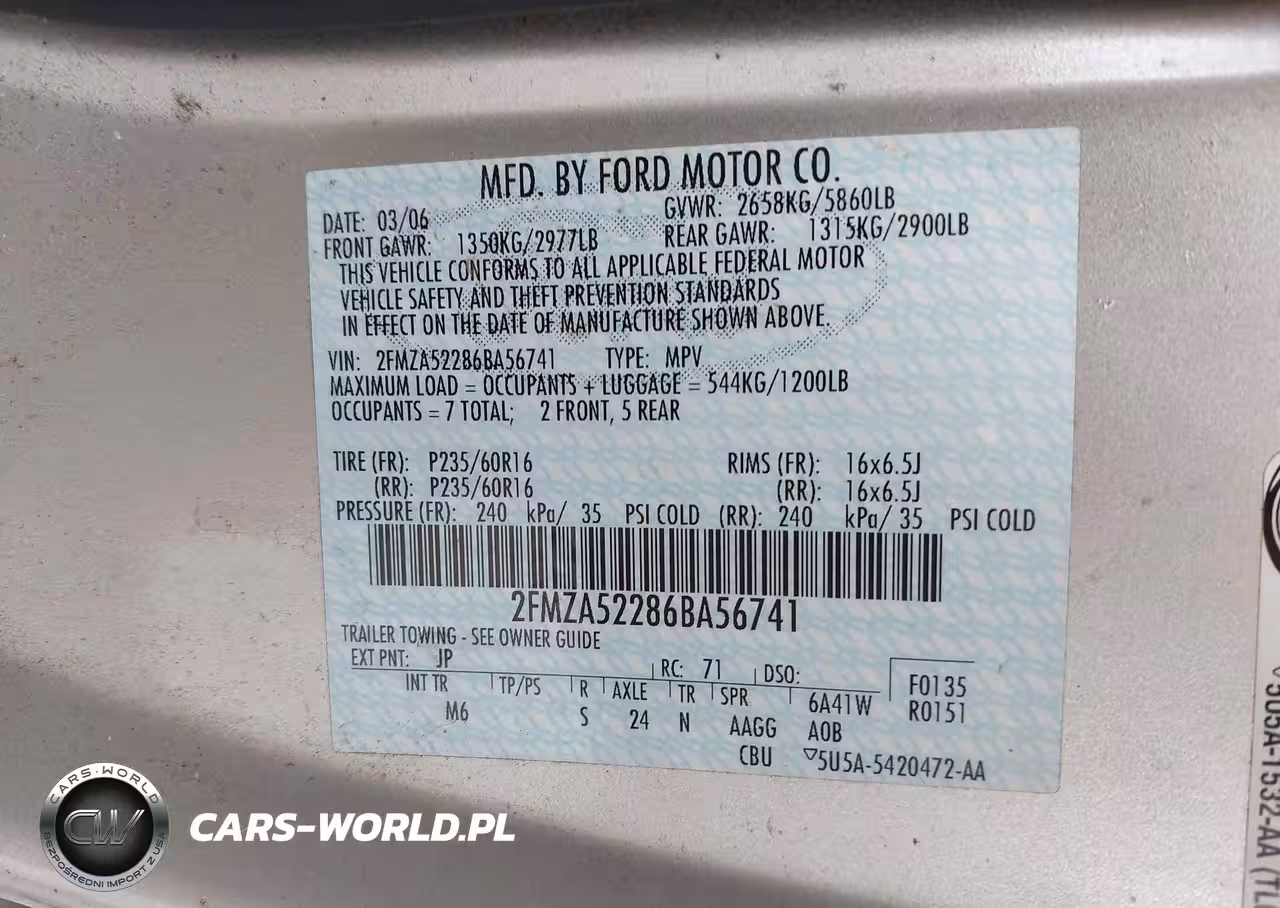 MFD. BY FORD MOTOR CO.
DATE: 03/06 GVWR: 2658KG/5860LB
FRONT GAWR: 1350KG/2977LB REAR GAWR: 1315KG/2900LB
THIS VEHICLE CONFORMS TO ALL APPLICABLE FEDERAL MOTOR
VEHICLE SAFETY AND THEFT PREVENTION STANDARDS
IN EFFECT ON THE DATE OF MANUFACTURE SHOWN ABOVE.
VIN: 2FMZA52286BA56741 TYPE: MPV
MAXIMUM LOAD = OCCUPANTS + LUGGAGE = 544KG/1200LB
OCCUPANTS = 7 TOTAL; 2 FRONT, 5 REAR
TIRE (FR): P235/60R16 RIMS (FR): 16x6.5J
(RR): P235/60R16 (RR): 16x6.5J
PRESSURE (FR): 240 kPa/ 35 PSI COLD (RR): 240 kPa/ 35 PSI COLD
2FMZA52286BA56741
TRAILER TOWING - SEE OWNER GUIDE
EXT PNT: JP RC: 71 DSO: F0135
INT TR TP/PS R AXLE TR SPR 6A41W R0151
M6 S 24 N AAGG A0B
CBU ▽5U5A-5420472-AA
CARS-WORLD
CW
BEZPOŚREDNI IMPORT Z USA
CARS-WORLD.PL